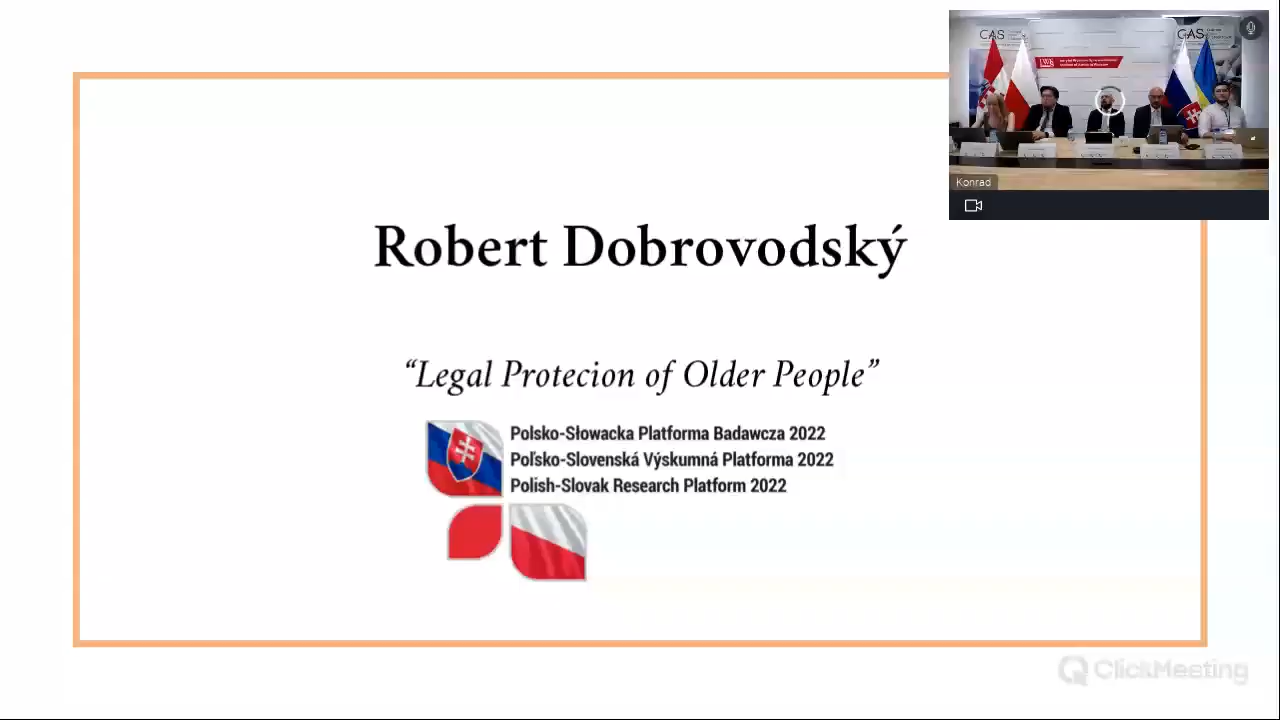 Robert Dobrovodský
“Legal Protecion of Older People”
Polsko-Słowacka Platforma Badawcza 2022
Poľsko-Slovenská Výskumná Platforma 2022
Polish-Slovak Research Platform 2022
CAS
CAS
IWS
Konrad
ClickMeeting